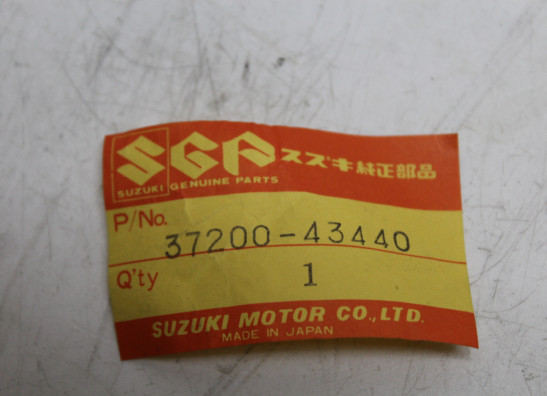 SGP スズキ純正部品
SUZUKI GENUINE PARTS
P/No. 37200-43440
Q'ty 1
SUZUKI MOTOR CO.,LTD.
MADE IN JAPAN